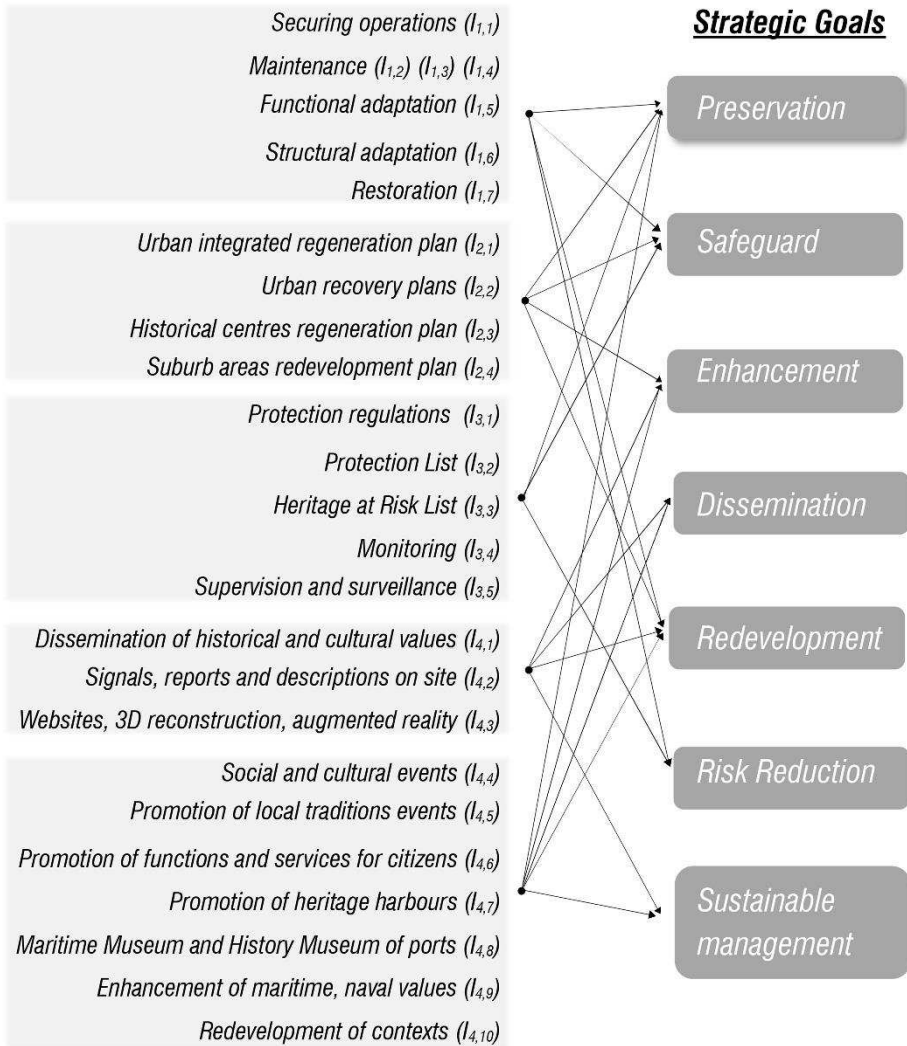 Securing operations (I1,1)
Maintenance (I1,2) (I1,3) (I1,4)
Functional adaptation (I1,5)
Structural adaptation (I1,6)
Restoration (I1,7)
Urban integrated regeneration plan (I2,1)
Urban recovery plans (I2,2)
Historical centres regeneration plan (I2,3)
Suburb areas redevelopment plan (I2,4)
Protection regulations (I3,1)
Protection List (I3,2)
Heritage at Risk List (I3,3)
Monitoring (I3,4)
Supervision and surveillance (I3,5)
Dissemination of historical and cultural values (I4,1)
Signals, reports and descriptions on site (I4,2)
Websites, 3D reconstruction, augmented reality (I4,3)
Social and cultural events (I4,4)
Promotion of local traditions events (I4,5)
Promotion of functions and services for citizens (I4,6)
Promotion of heritage harbours (I4,7)
Maritime Museum and History Museum of ports (I4,8)
Enhancement of maritime, naval values (I4,9)
Redevelopment of contexts (I4,10)
Strategic Goals
Preservation
Safeguard
Enhancement
Dissemination
Redevelopment
Risk Reduction
Sustainable
management